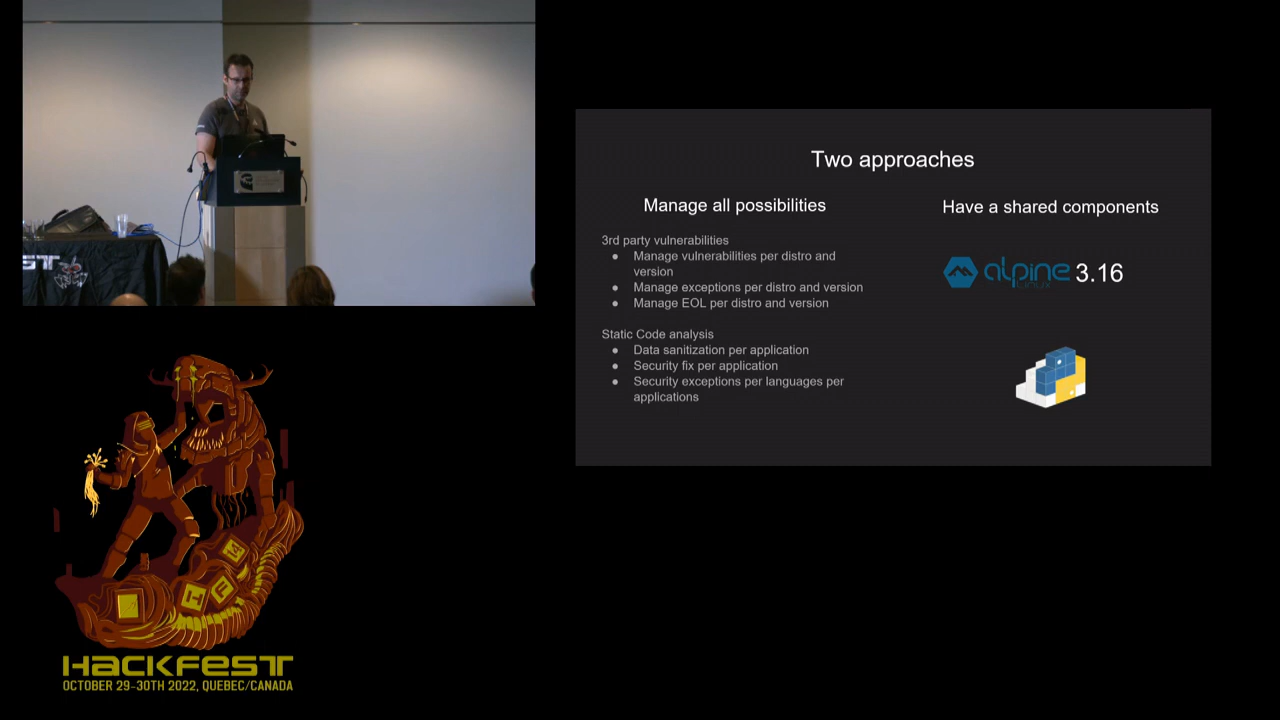 Two approaches
Manage all possibilities
3rd party vulnerabilities
● Manage vulnerabilities per distro and
version
● Manage exceptions per distro and version
● Manage EOL per distro and version
Static Code analysis
● Data sanitization per application
● Security fix per application
● Security exceptions per languages per
applications
Have a shared components
alpine 3.16
LINUX
ST
HACKFEST
OCTOBER 29-30TH 2022, QUEBEC/CANADA